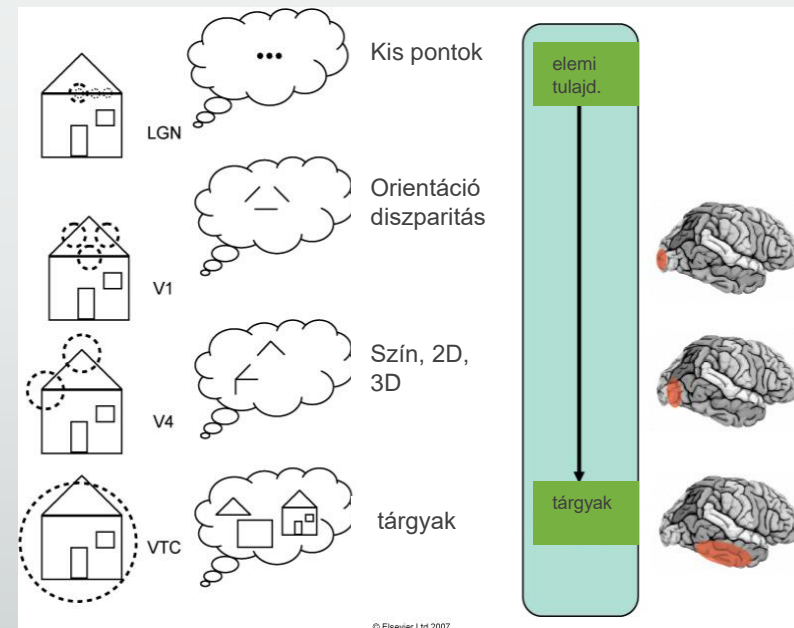 •••
Kis pontok
elemi
tulajd.
LGN
Orientáció
diszparitás
V1
Szín, 2D,
3D
V4
tárgyak
tárgyak
VTC
© Elsevier Ltd 2007